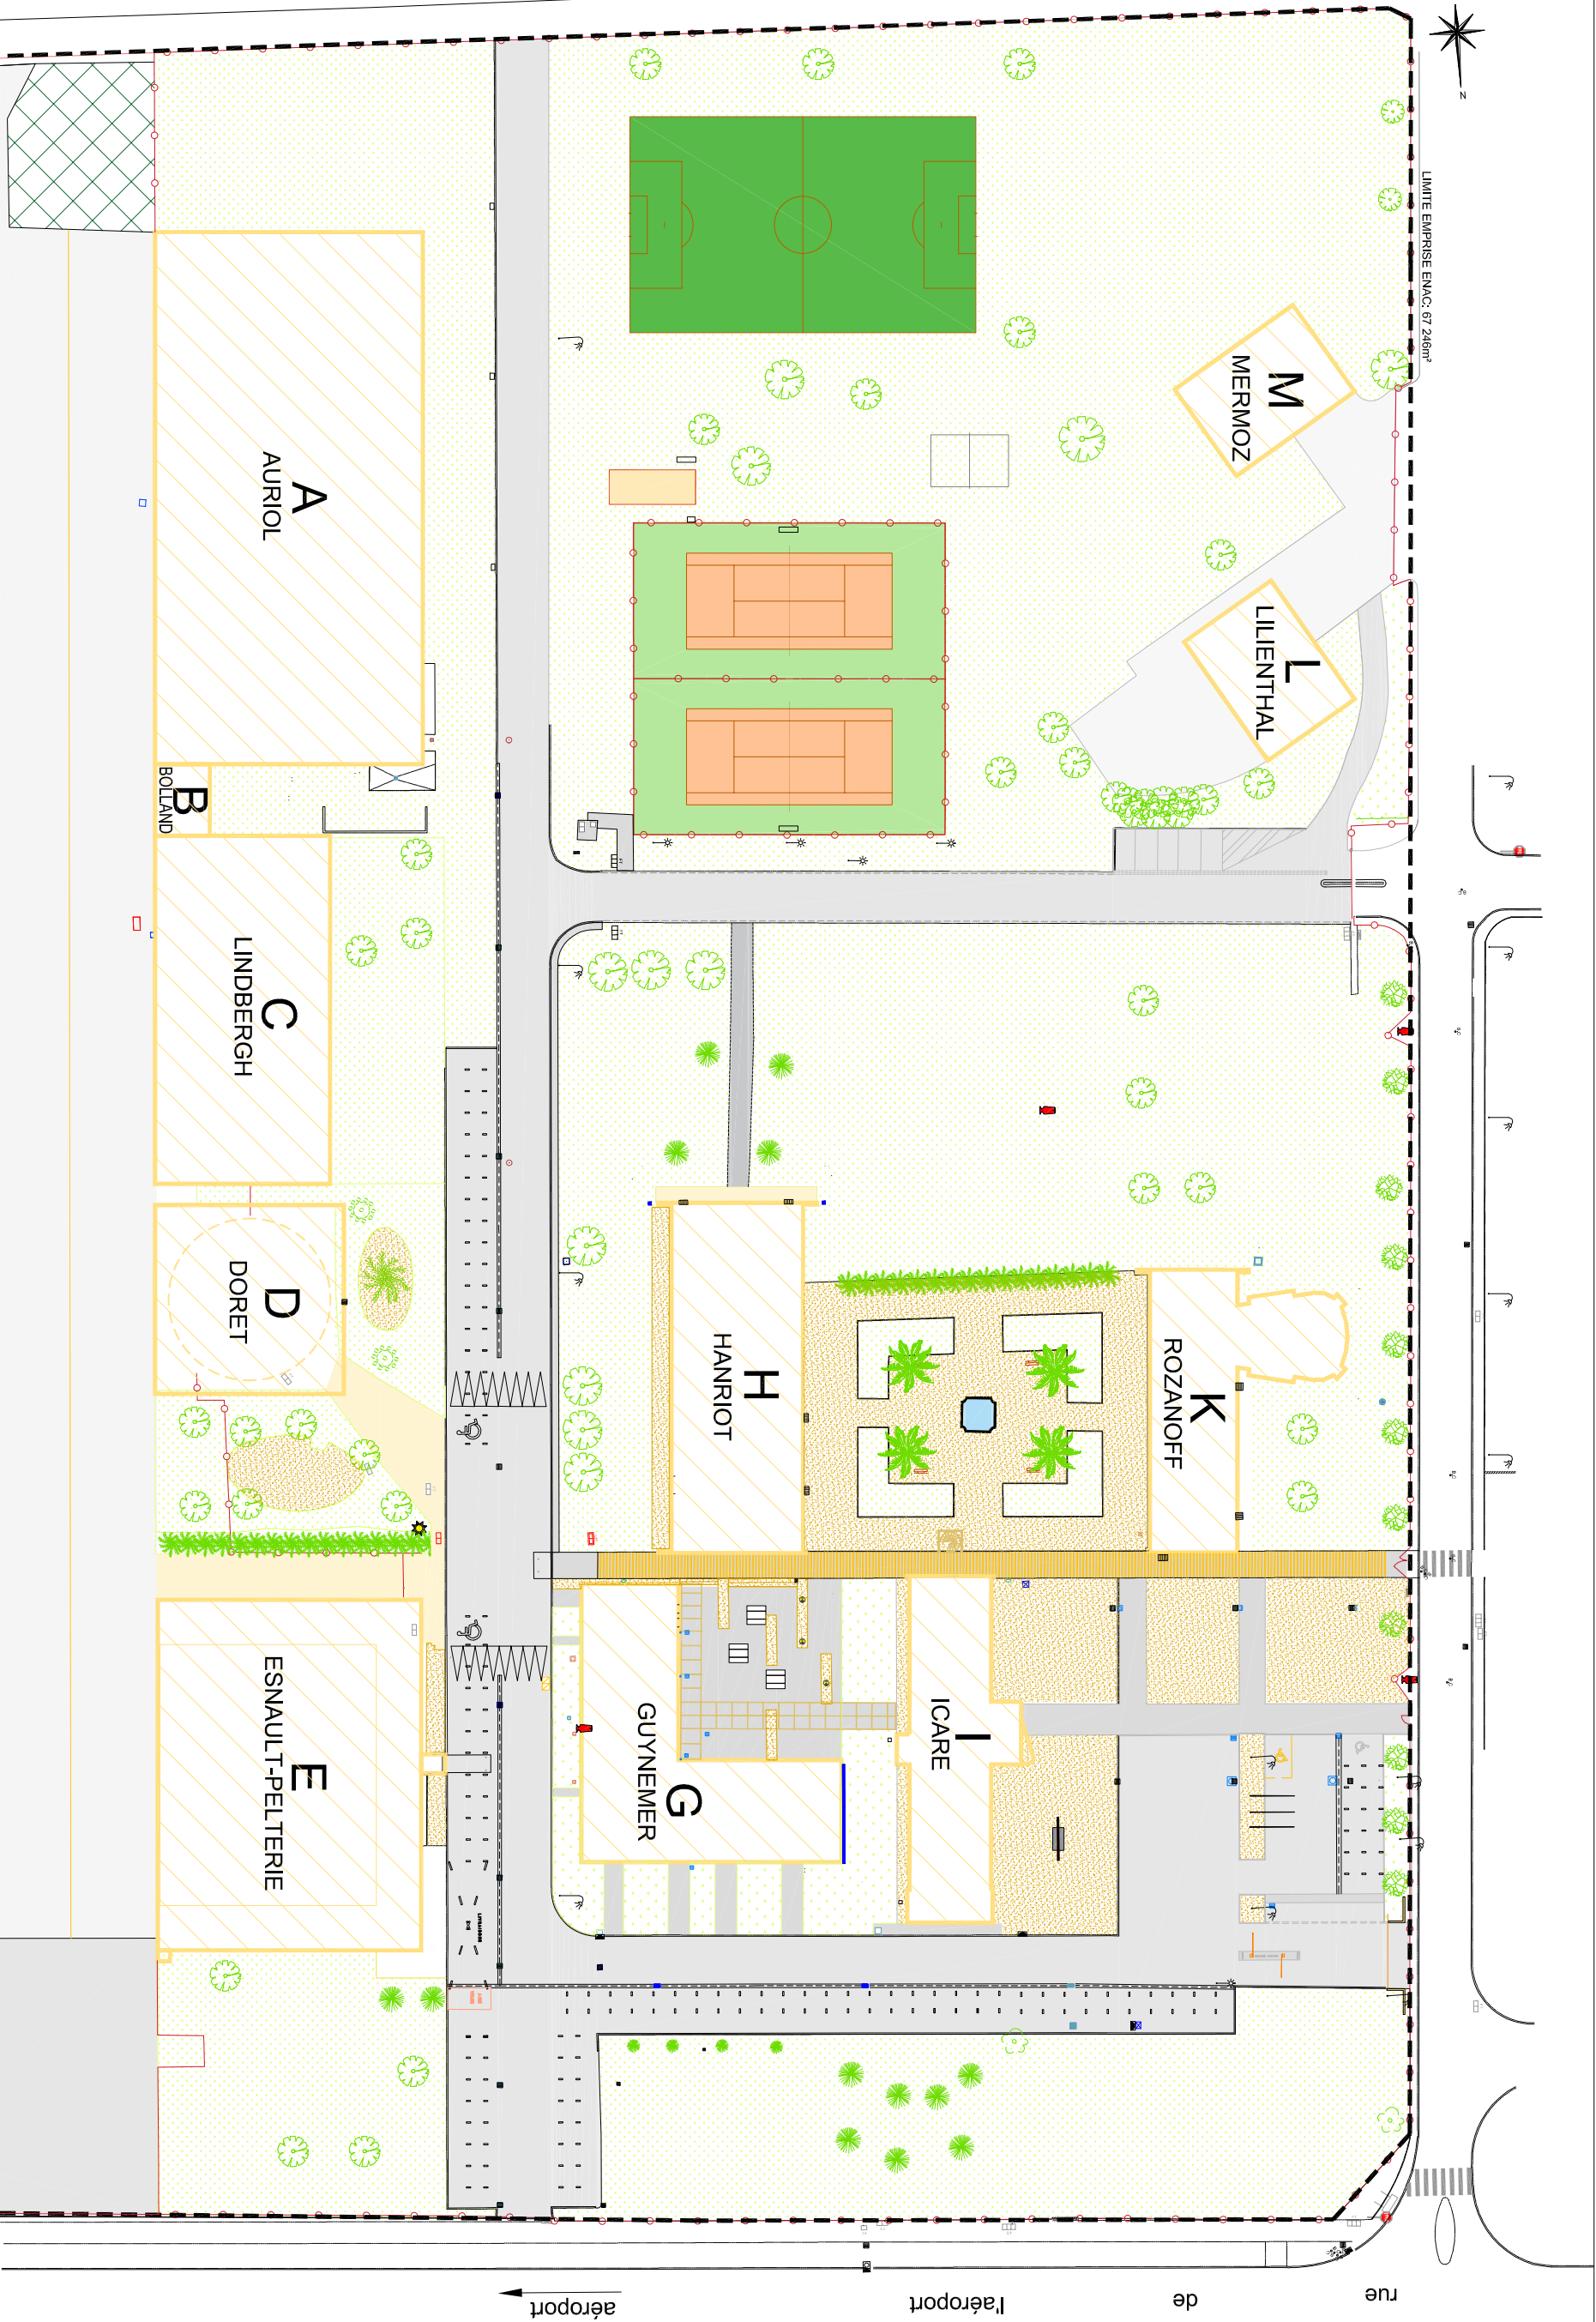 N
LIMITE EMPRISE ENAC: 67 246m²
M
MERMOZ
A
AURIOL
L
LILIENTHAL
B
BOLLAND
C
LINDBERGH
D
DORET
H
HANRIOT
K
ROZANOFF
E
ESNAULT-PELTERIE
G
GUYNEMER
I
ICARE
rue de l'aéroport
aéroport